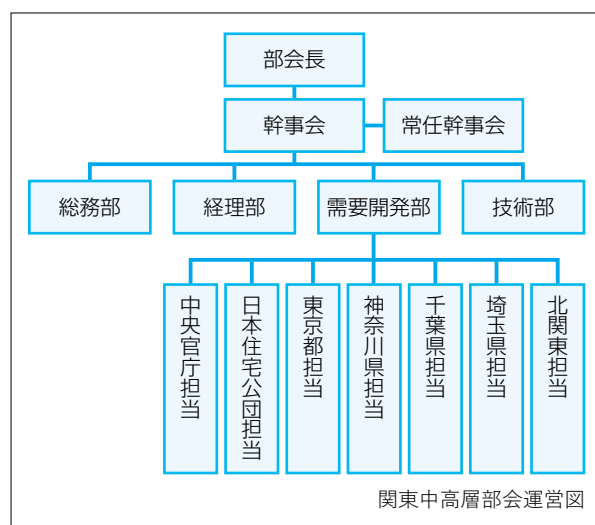 部会長
幹事会
常任幹事会
総務部
経理部
需要開発部
技術部
中央官庁担当
日本住宅公団担当
東京都担当
神奈川県担当
千葉県担当
埼玉県担当
北関東担当
関東中高層部会運営図